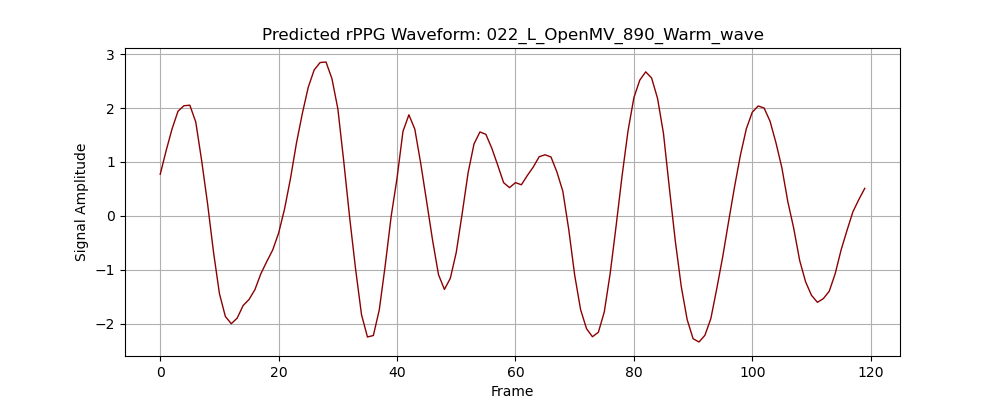 Predicted rPPG Waveform: 022_L_OpenMV_890_Warm_wave
3
2
1
0
−1
−2
Signal Amplitude
0 20 40 60 80 100 120
Frame